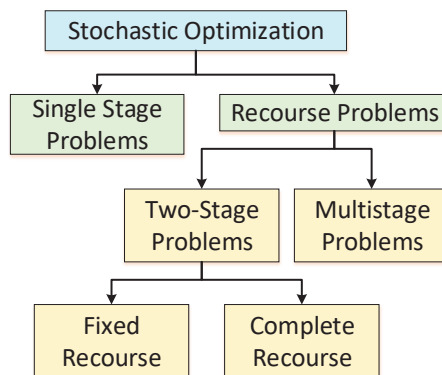 Stochastic Optimization
Single Stage
Problems
Recourse Problems
Two-Stage
Problems
Multistage
Problems
Fixed
Recourse
Complete
Recourse